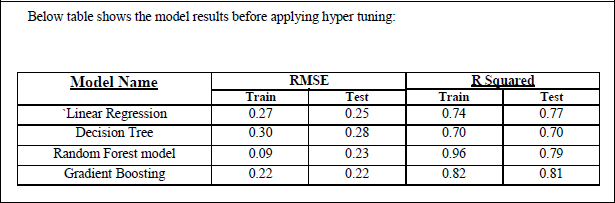 Below table shows the model results before applying hyper tuning:
Model Name RMSE R Squared
Train Test Train Test
`Linear Regression 0.27 0.25 0.74 0.77
Decision Tree 0.30 0.28 0.70 0.70
Random Forest model 0.09 0.23 0.96 0.79
Gradient Boosting 0.22 0.22 0.82 0.81